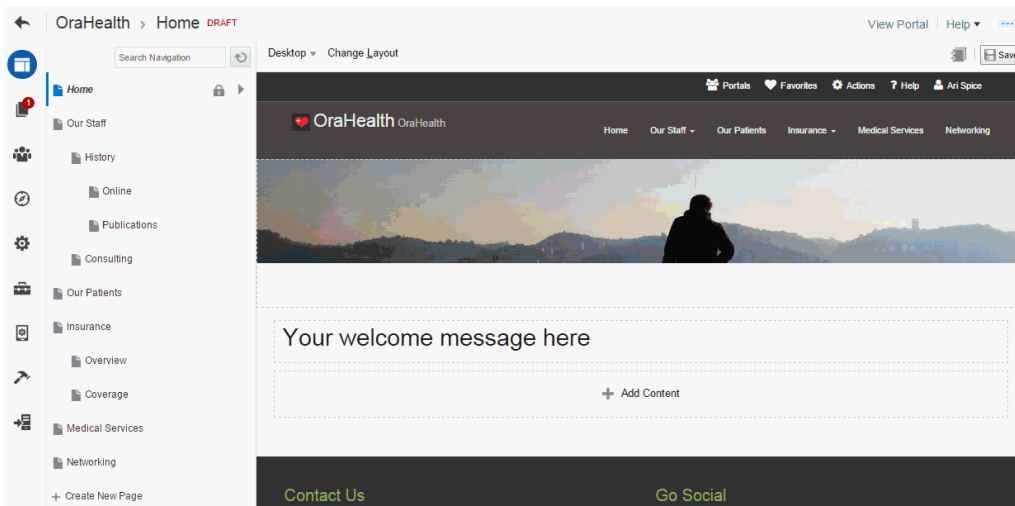 OraHealth > Home DRAFT
View Portal Help
Search Navigation
Desktop Change Layout
Save
1
Home
Our Staff
History
Online
Publications
Consulting
Our Patients
Insurance
Overview
Coverage
Medical Services
Networking
+ Create New Page
Portals Favorites Actions ? Help Ari Spice
OraHealth OraHealth
Home Our Staff Our Patients Insurance Medical Services Networking
Your welcome message here
+ Add Content
Contact Us Go Social